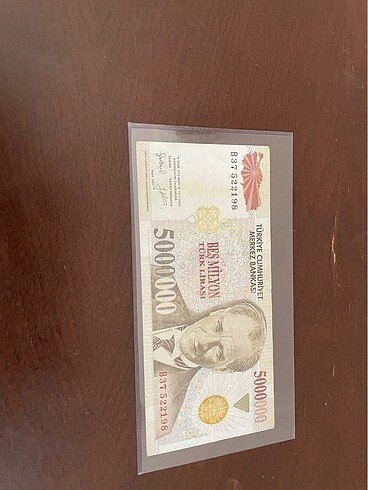 TÜRKİYE CUMHURİYET
MERKEZ BANKASI
B37 522198
5000000
BEŞ MİLYON
TÜRK LİRASI
5000000
B37 522198